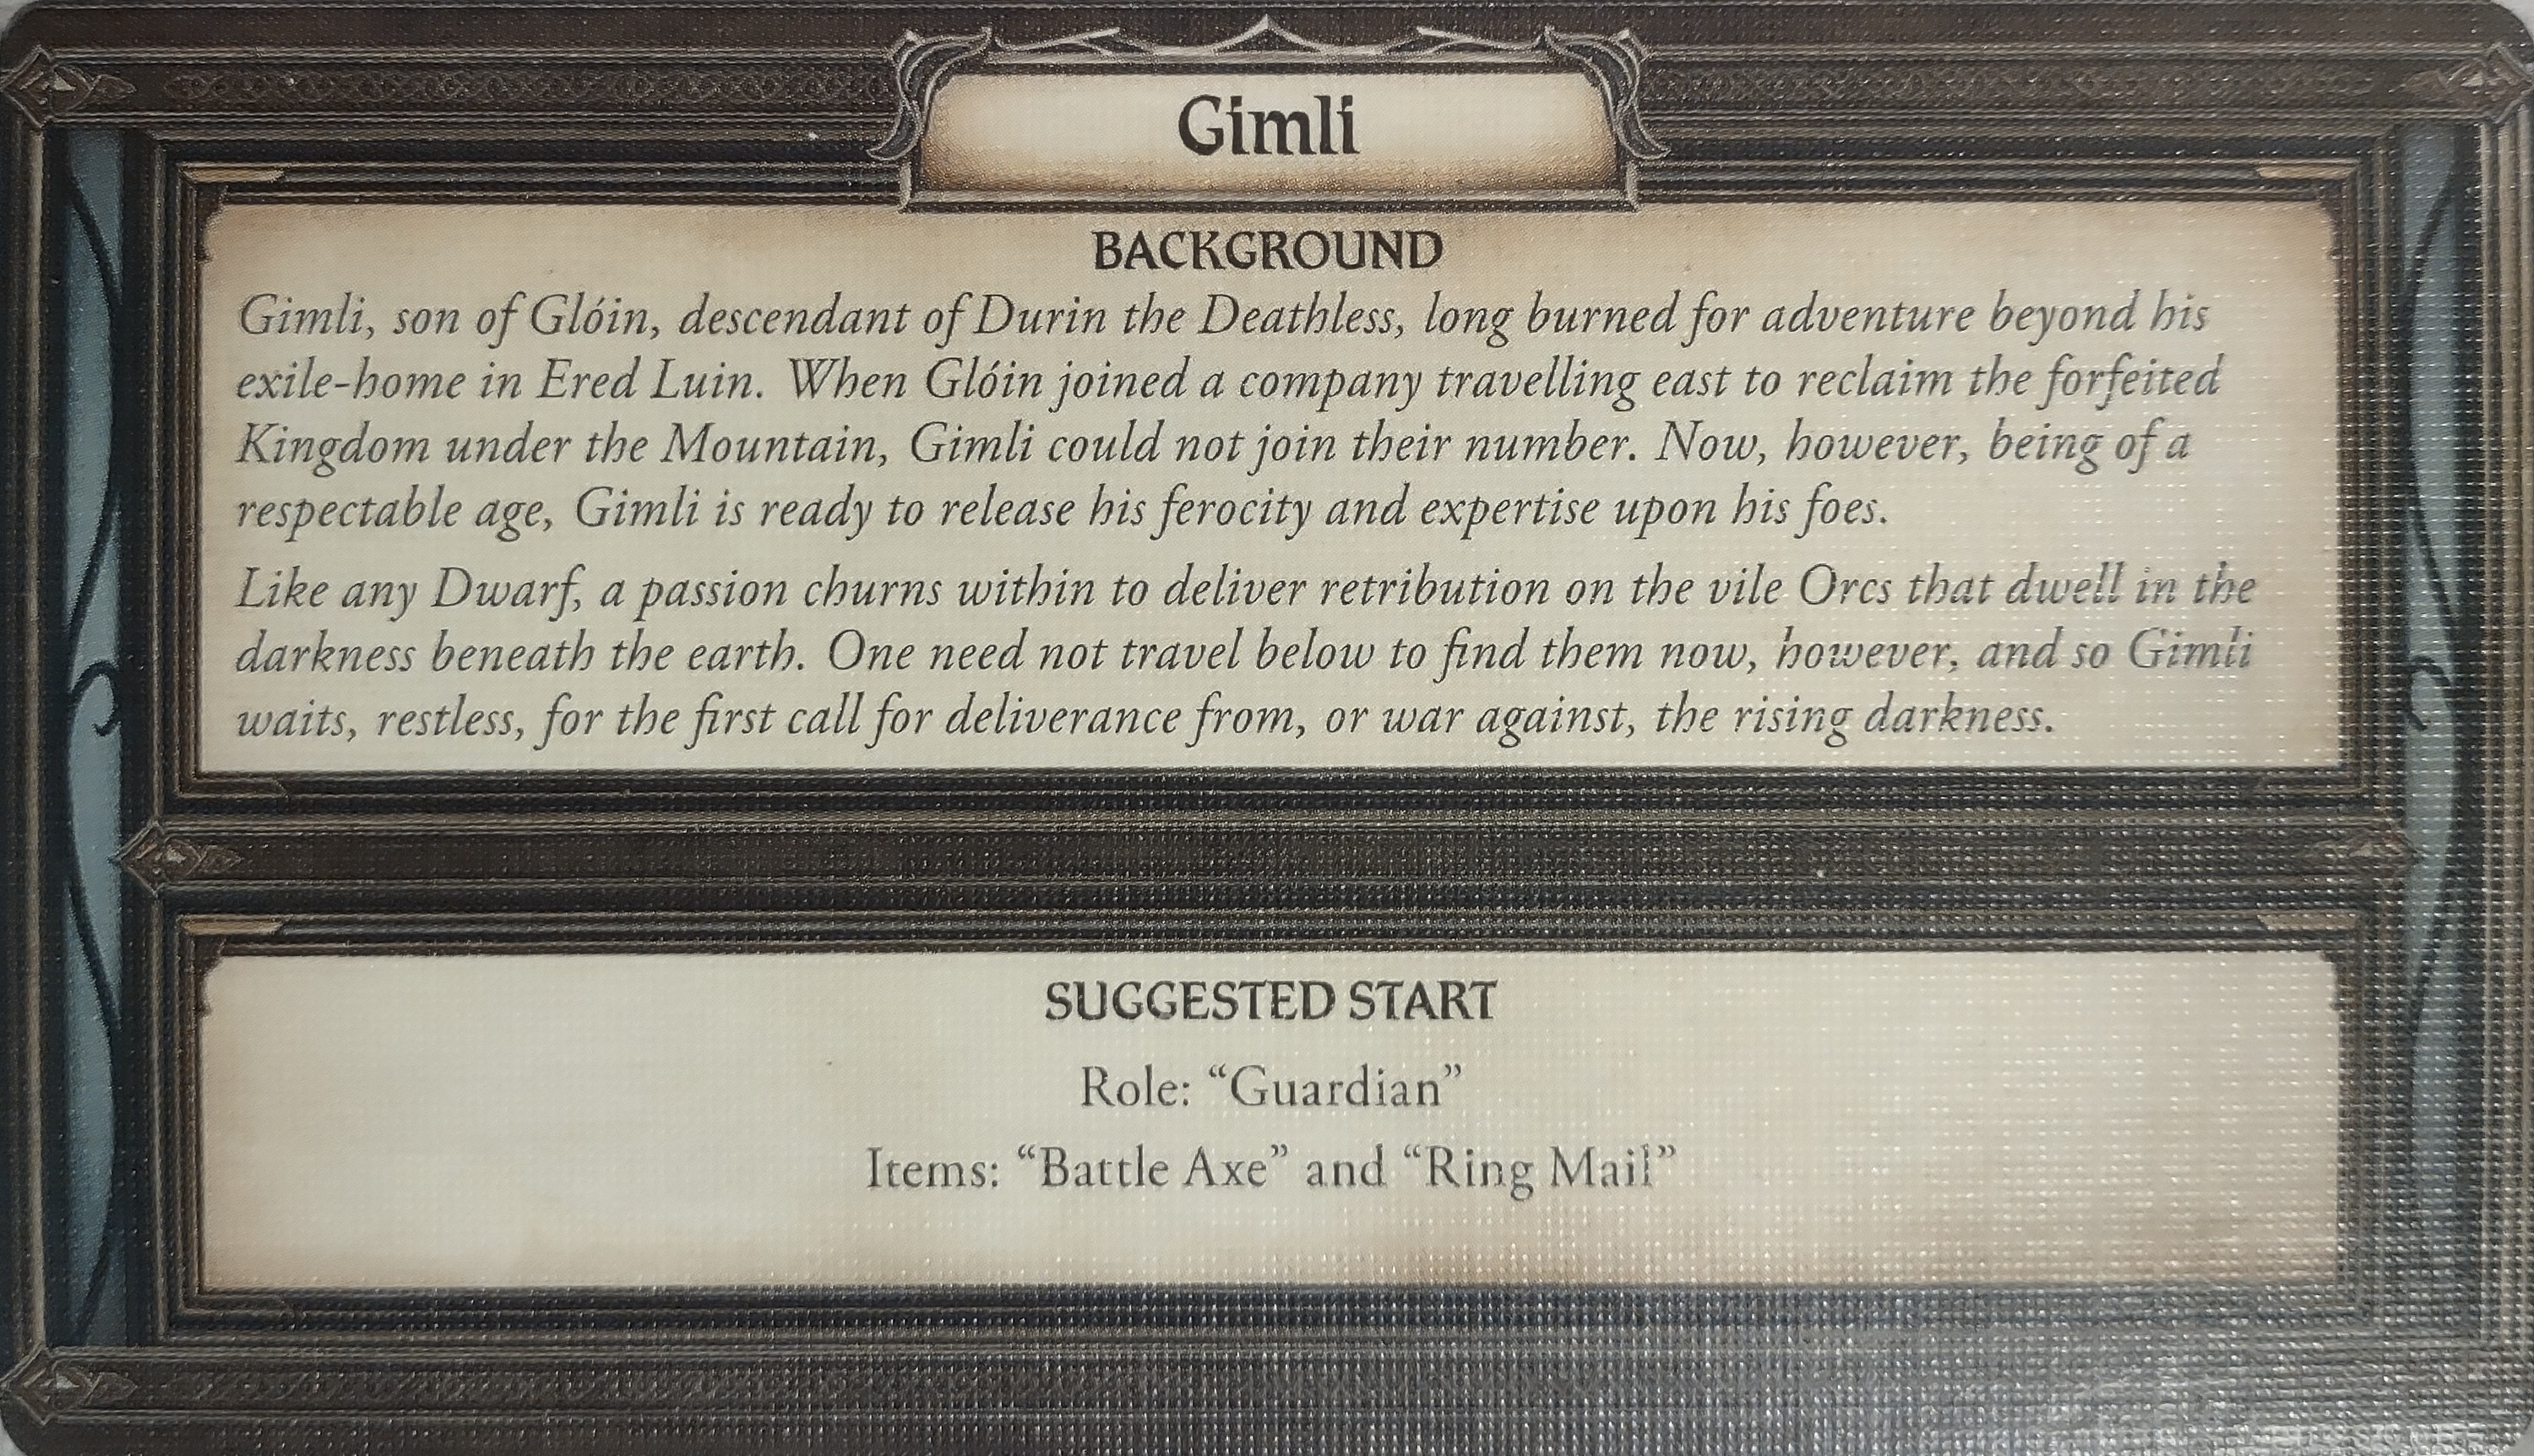 Gimli
BACKGROUND
Gimli, son of Glóin, descendant of Durin the Deathless, long burned for adventure beyond his
exile-home in Ered Luin. When Glóin joined a company travelling east to reclaim the forfeited
Kingdom under the Mountain, Gimli could not join their number. Now, however, being of a
respectable age, Gimli is ready to release his ferocity and expertise upon his foes.
Like any Dwarf, a passion churns within to deliver retribution on the vile Orcs that dwell in the
darkness beneath the earth. One need not travel below to find them now, however, and so Gimli
waits, restless, for the first call for deliverance from, or war against, the rising darkness.
SUGGESTED START
Role: “Guardian”
Items: “Battle Axe” and “Ring Mail”